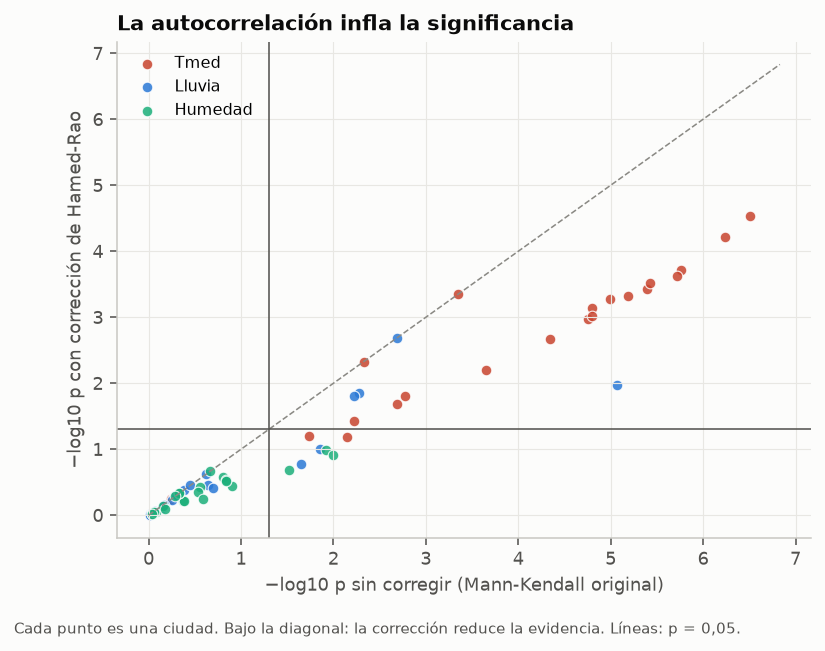 La autocorrelación infla la significancia
Tmed
Lluvia
Humedad
−log10 p con corrección de Hamed-Rao
7
6
5
4
3
2
1
0
0 1 2 3 4 5 6 7
−log10 p sin corregir (Mann-Kendall original)
Cada punto es una ciudad. Bajo la diagonal: la corrección reduce la evidencia. Líneas: p = 0,05.